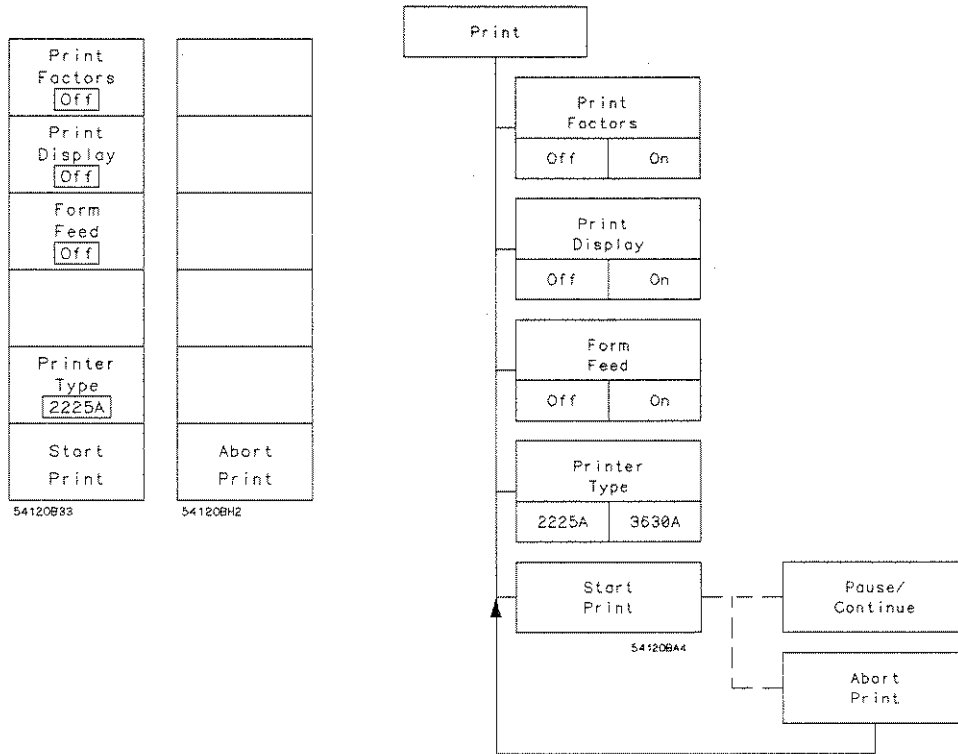 Print
Factors
Off
Print
Display
Off
Form
Feed
Off
Printer
Type
2225A
Start
Print
54120B33
Abort
Print
54120BH2
Print
Print
Factors
Off On
Print
Display
Off On
Form
Feed
Off On
Printer
Type
2225A 3630A
Start
Print
54120BA4
Pause/
Continue
Abort
Print